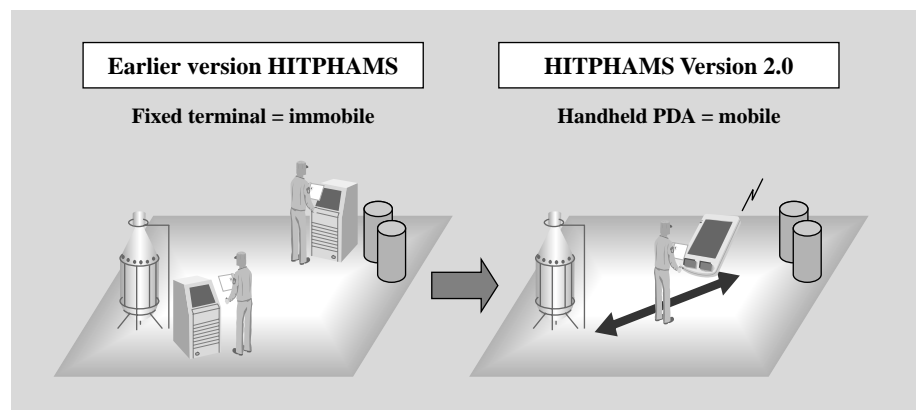 Earlier version HITPHAMS
Fixed terminal = immobile
HITPHAMS Version 2.0
Handheld PDA = mobile